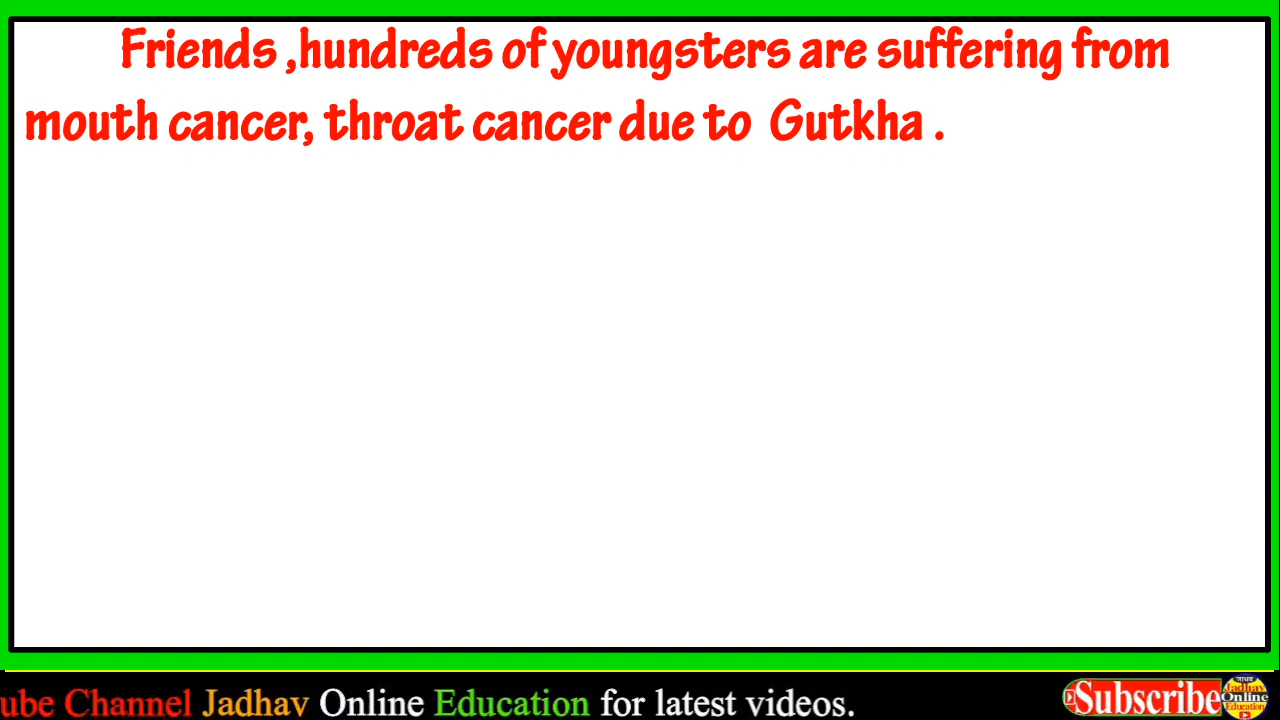 Friends ,hundreds of youngsters are suffering from
mouth cancer, throat cancer due to Gutkha .
ube Channel Jadhav Online Education for latest videos.
Subscribe
जाधव
Jadhav
Online
Education